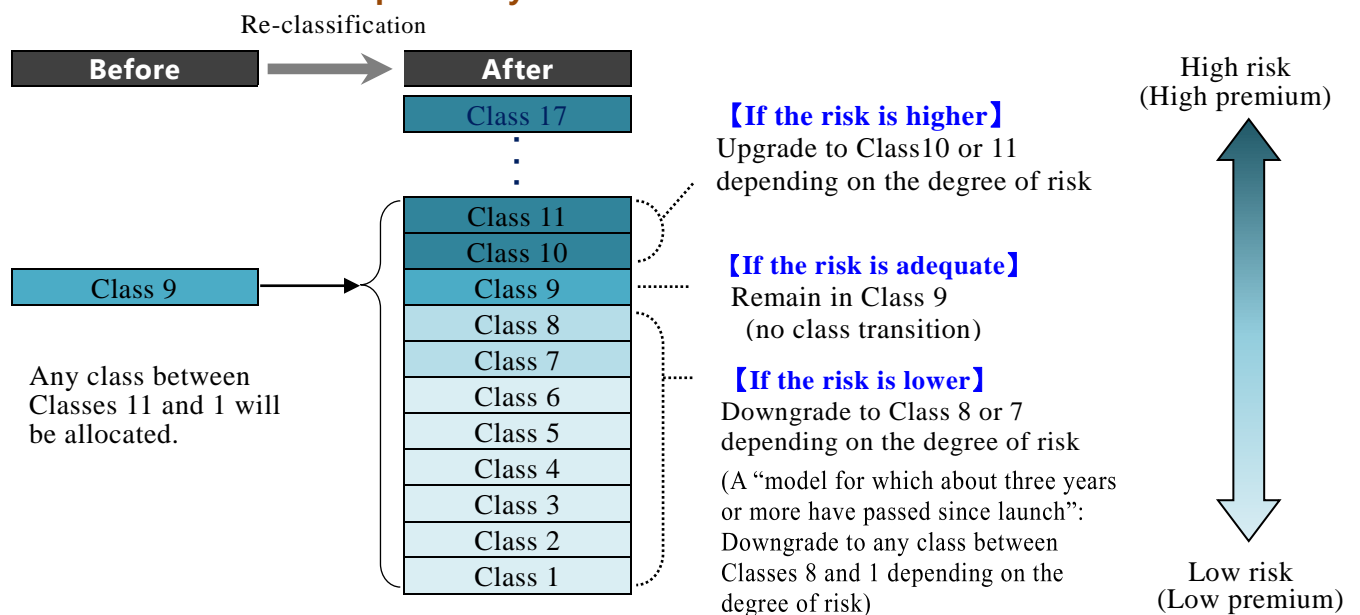 Re-classification
Before
After
High risk
(High premium)
Class 17
【If the risk is higher】
Upgrade to Class10 or 11
depending on the degree of risk
Class 11
Class 10
Class 9
Class 9
【If the risk is adequate】
Remain in Class 9
(no class transition)
Class 8
Class 7
Class 6
Class 5
Class 4
Class 3
Class 2
Class 1
Any class between
Classes 11 and 1 will
be allocated.
【If the risk is lower】
Downgrade to Class 8 or 7
depending on the degree of risk
(A “model for which about three years
or more have passed since launch”:
Downgrade to any class between
Classes 8 and 1 depending on the
degree of risk)
Low risk
(Low premium)